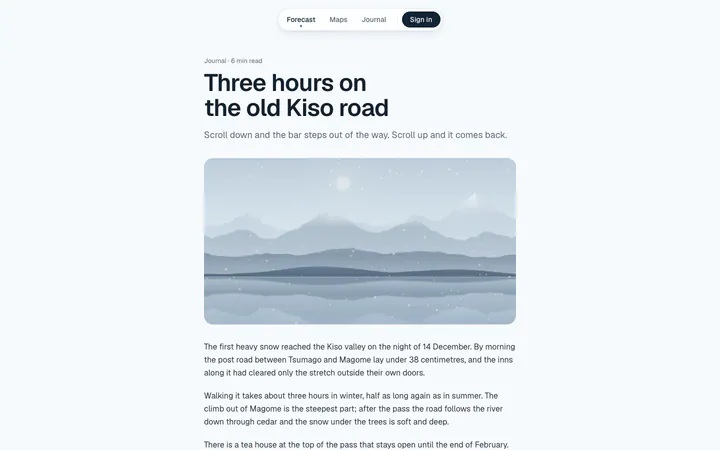 Forecast Maps Journal Sign in
Journal · 6 min read
Three hours on
the old Kiso road
Scroll down and the bar steps out of the way. Scroll up and it comes back.
The first heavy snow reached the Kiso valley on the night of 14 December. By morning
the post road between Tsumago and Magome lay under 38 centimetres, and the inns
along it had cleared only the stretch outside their own doors.
Walking it takes about three hours in winter, half as long again as in summer. The
climb out of Magome is the steepest part; after the pass the road follows the river
down through cedar and the snow under the trees is soft and deep.
There is a tea house at the top of the pass that stays open until the end of February.